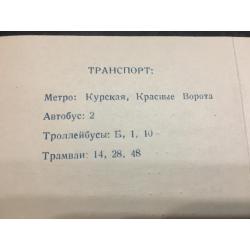 ТРАНСПОРТ:
Метро: Курская, Красные Ворота
Автобус: 2
Троллейбусы: Б, 1, 10
Трамваи: 14, 28, 48